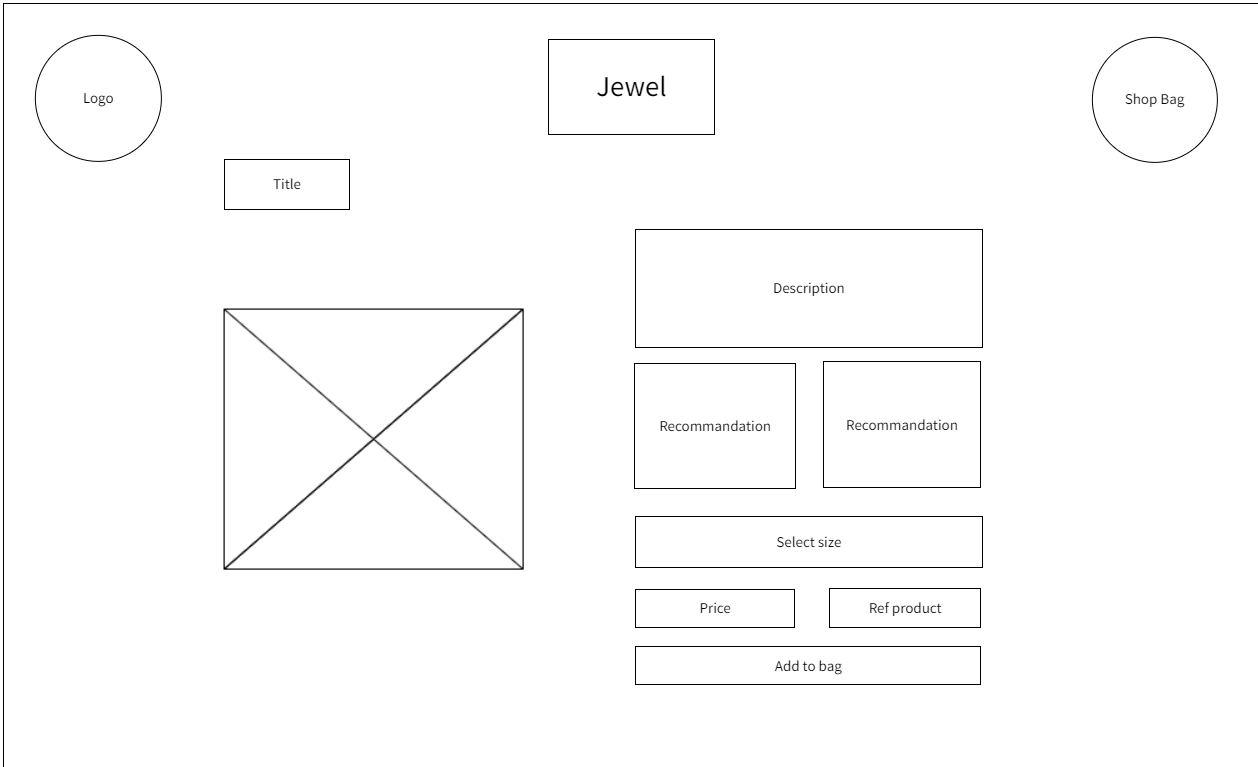 Logo
Jewel
Shop Bag
Title
Description
Recommandation
Recommandation
Select size
Price
Ref product
Add to bag